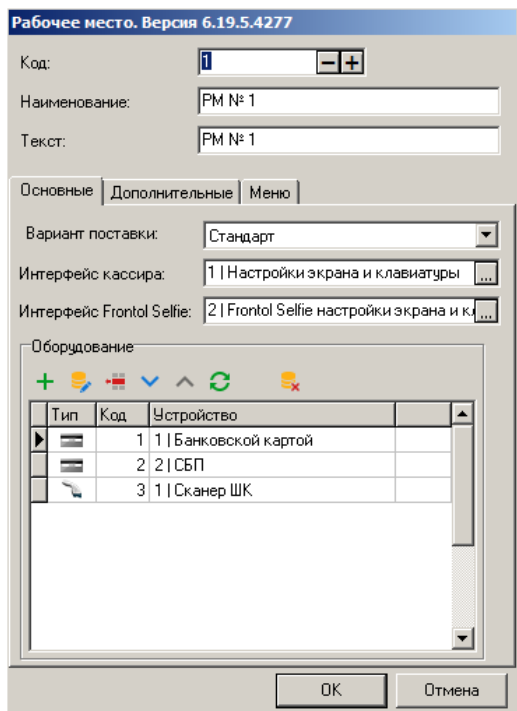 Рабочее место. Версия 6.19.5.4277
Код: 1
Наименование: РМ № 1
Текст: РМ № 1
Основные Дополнительные Меню
Вариант поставки: Стандарт
Интерфейс кассира: 1 | Настройки экрана и клавиатуры ...
Интерфейс Frontol Selfie: 2 | Frontol Selfie настройки экрана и кл ...
Оборудование
Тип Код Устройство
1 1 | Банковской картой
2 2 | СБП
3 1 | Сканер ШК
OK Отмена